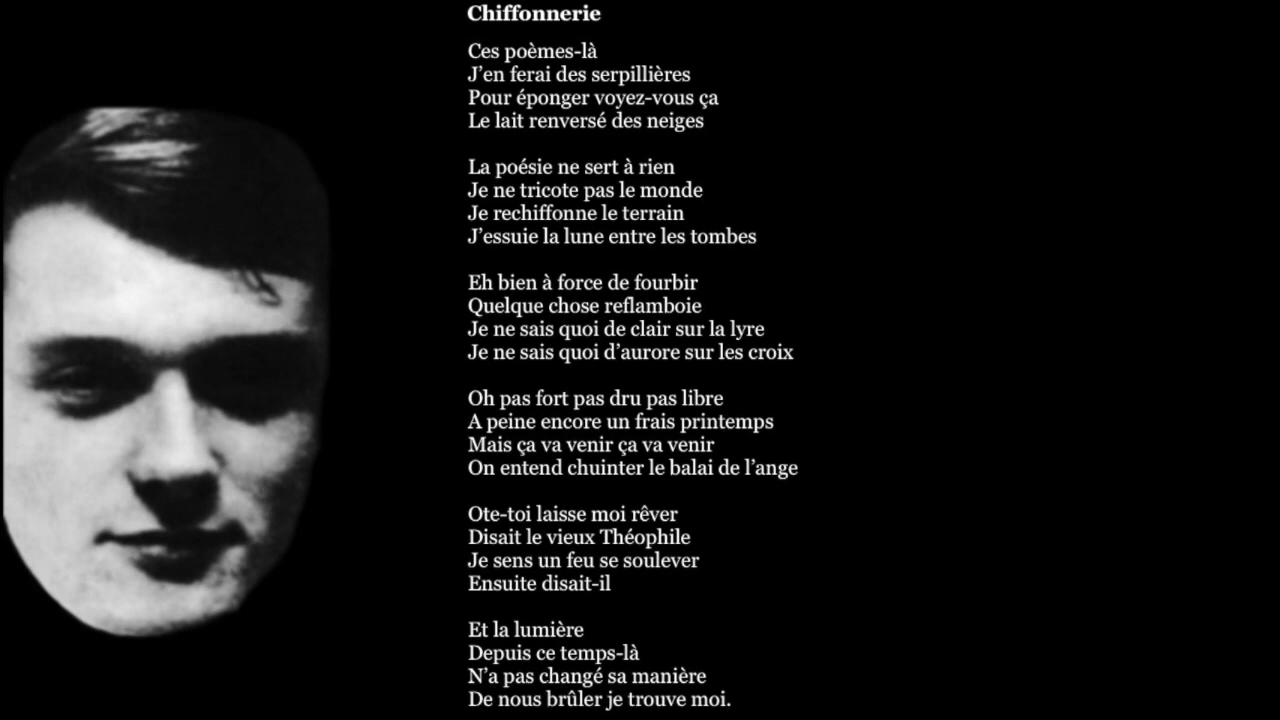 Chiffonnerie
Ces poèmes-là
J’en ferai des serpillières
Pour éponger voyez-vous ça
Le lait renversé des neiges
La poésie ne sert à rien
Je ne tricote pas le monde
Je rechiffonne le terrain
J’essuie la lune entre les tombes
Eh bien à force de fourbir
Quelque chose reflamboie
Je ne sais quoi de clair sur la lyre
Je ne sais quoi d’aurore sur les croix
Oh pas fort pas dru pas libre
A peine encore un frais printemps
Mais ça va venir ça va venir
On entend chuinter le balai de l’ange
Ote-toi laisse moi rêver
Disait le vieux Théophile
Je sens un feu se soulever
Ensuite disait-il
Et la lumière
Depuis ce temps-là
N’a pas changé sa manière
De nous brûler je trouve moi.